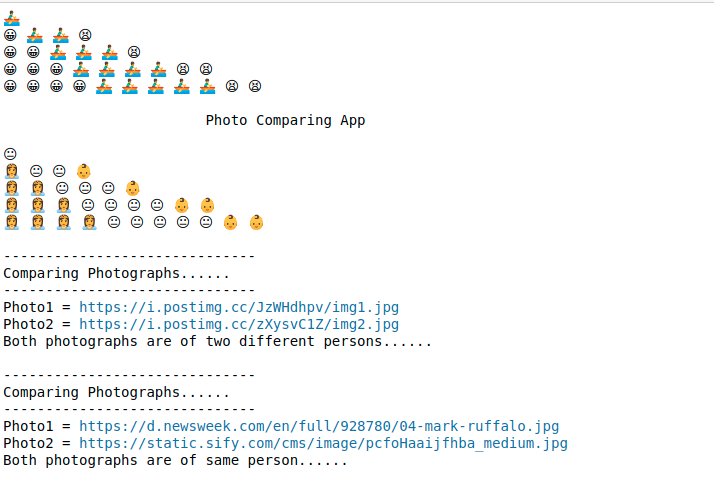 🚣
😀 🚣 🚣 😫
😀 😀 🚣 🚣 🚣 😫
😀 😀 😀 🚣 🚣 🚣 🚣 😫 😫
😀 😀 😀 😀 🚣 🚣 🚣 🚣 🚣 😫 😫
Photo Comparing App
😐
👰 😐 😐 👶
👰 👰 😐 😐 😐 👶
👰 👰 👰 😐 😐 😐 😐 👶 👶
👰 👰 👰 👰 😐 😐 😐 😐 😐 👶 👶
------------------------------
Comparing Photographs......
------------------------------
Photo1 = https://i.postimg.cc/JzWHdhpv/img1.jpg
Photo2 = https://i.postimg.cc/zXysvC1Z/img2.jpg
Both photographs are of two different persons......
------------------------------
Comparing Photographs......
------------------------------
Photo1 = https://d.newsweek.com/en/full/928780/04-mark-ruffalo.jpg
Photo2 = https://static.sify.com/cms/image/pcfoHaaijfhba_medium.jpg
Both photographs are of same person......